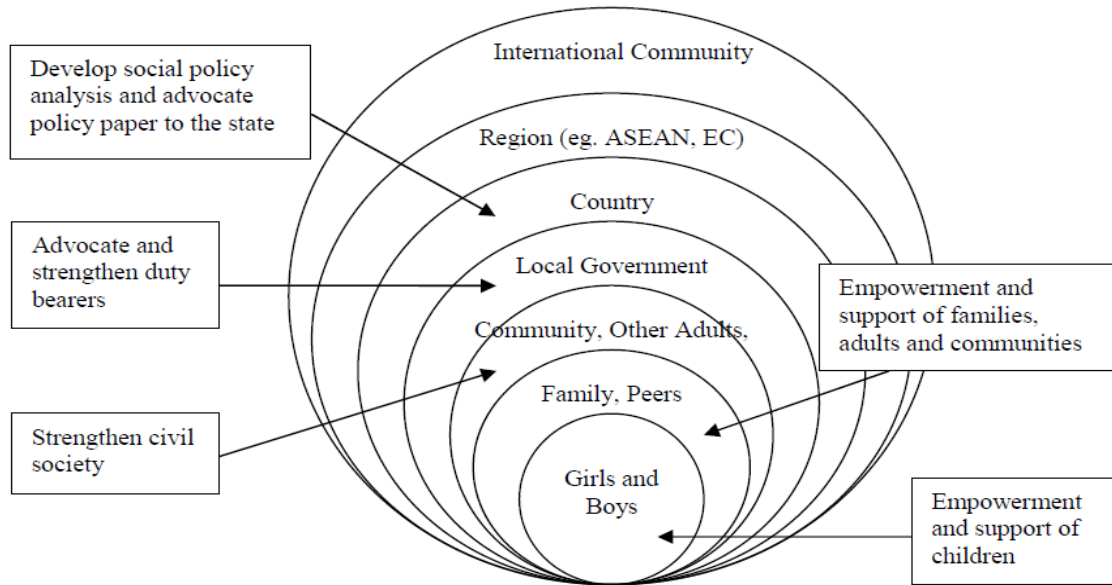 International Community
Develop social policy
analysis and advocate
policy paper to the state
Region (eg. ASEAN, EC)
Country
Advocate and
strengthen duty
bearers
Local Government
Empowerment and
support of families,
adults and communities
Community, Other Adults,
Family, Peers
Strengthen civil
society
Girls and
Boys
Empowerment
and support of
children